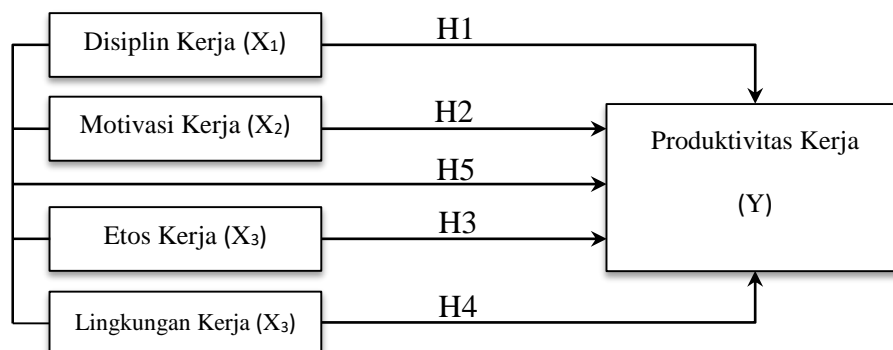 Disiplin Kerja (X₁)
H1
Motivasi Kerja (X₂)
H2
Produktivitas Kerja
(Y)
H5
Etos Kerja (X₃)
H3
Lingkungan Kerja (X₃)
H4